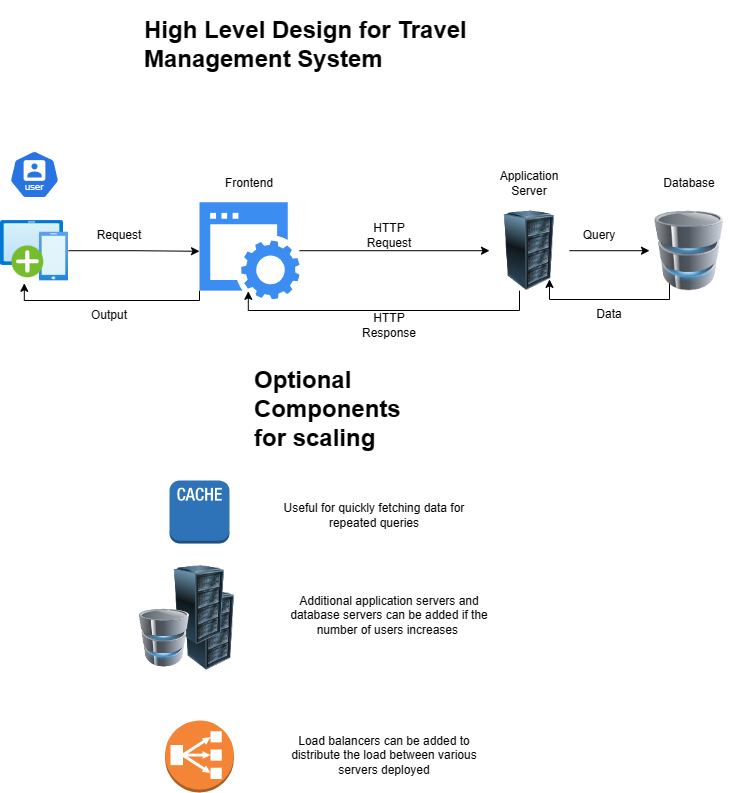 High Level Design for Travel
Management System
user
Frontend
Application
Server
Database
Request
HTTP
Request
Query
Output
HTTP
Response
Data
Optional
Components
for scaling
CACHE
Useful for quickly fetching data for
repeated queries
Additional application servers and
database servers can be added if the
number of users increases
Load balancers can be added to
distribute the load between various
servers deployed